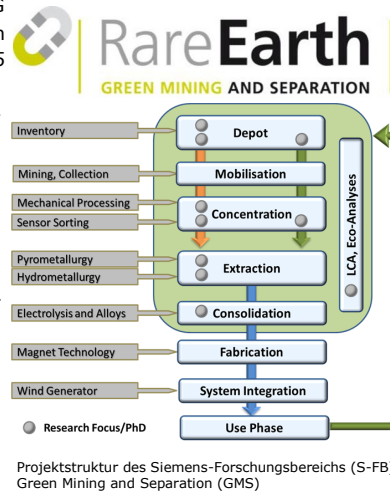 G
n
5
RareEarth
GREEN MINING AND SEPARATION
Inventory
Depot
Mining, Collection
Mobilisation
Mechanical Processing
Sensor Sorting
Concentration
LCA, Eco-Analyses
Pyrometallurgy
Hydrometallurgy
Extraction
Electrolysis and Alloys
Consolidation
Magnet Technology
Fabrication
Wind Generator
System Integration
Research Focus/PhD
Use Phase
Projektstruktur des Siemens-Forschungsbereichs (S-FB)
Green Mining and Separation (GMS)